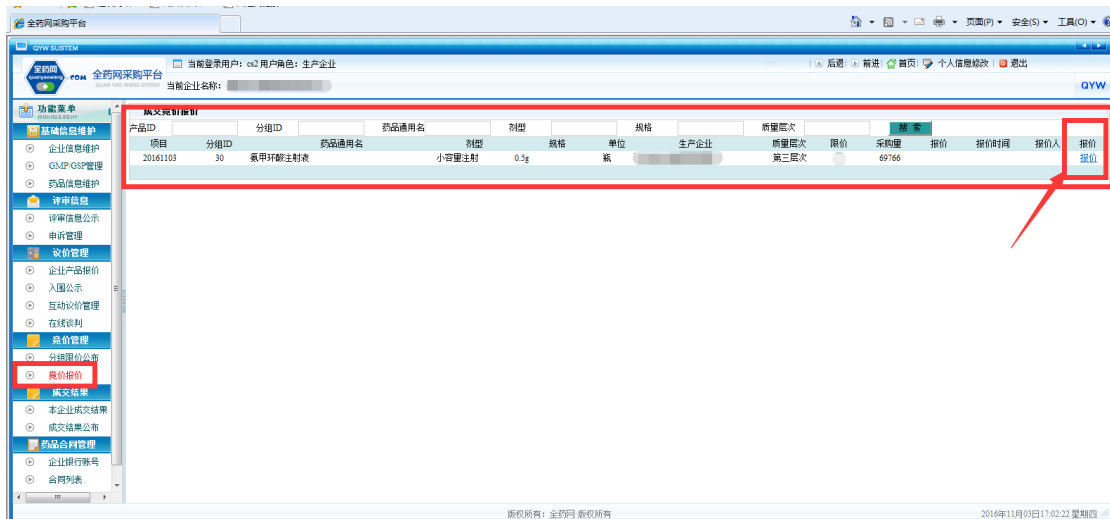 全药网采购平台
页面(P) 安全(S) 工具(O)
QYW SUSTEM
全药网
quanyaowang .COM 全药网采购平台
QUAN YAO WANG SYSTEM
当前登录用户：cs2 用户角色：生产企业
后退 前进 首页 个人信息修改 退出
当前企业名称：
QYW
功能菜单
MANAGEMENT
基础信息维护
企业信息维护
GMP/GSP管理
药品信息维护
评审信息
评审信息公示
申诉管理
议价管理
企业产品报价
入围公示
互动议价管理
在线谈判
竞价管理
分组限价公布
竞价报价
成交结果
本企业成交结果
成交结果公布
药品合同管理
企业银行账号
合同列表
成交竞价报价
产品ID 分组ID 药品通用名 剂型 规格 质量层次 搜 索
项目 分组ID 药品通用名 剂型 规格 单位 生产企业 质量层次 限价 采购量 报价 报价时间 报价人 报价
20161103 30 氨甲环酸注射液 小容量注射 0.5g 瓶 第三层次 69766 报价
版权所有：全药网 版权所有
2016年11月03日17:02:22 星期四